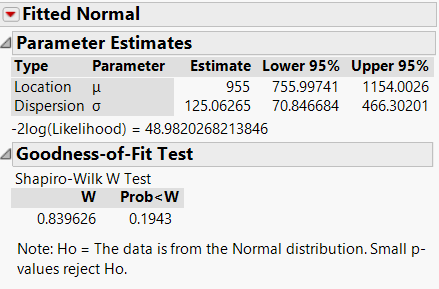 Fitted Normal
Parameter Estimates
Type Parameter Estimate Lower 95% Upper 95%
Location μ 955 755.99741 1154.0026
Dispersion σ 125.06265 70.846684 466.30201
-2log(Likelihood) = 48.9820268213846
Goodness-of-Fit Test
Shapiro-Wilk W Test
W Prob<W
0.839626 0.1943
Note: Ho = The data is from the Normal distribution. Small p-
values reject Ho.